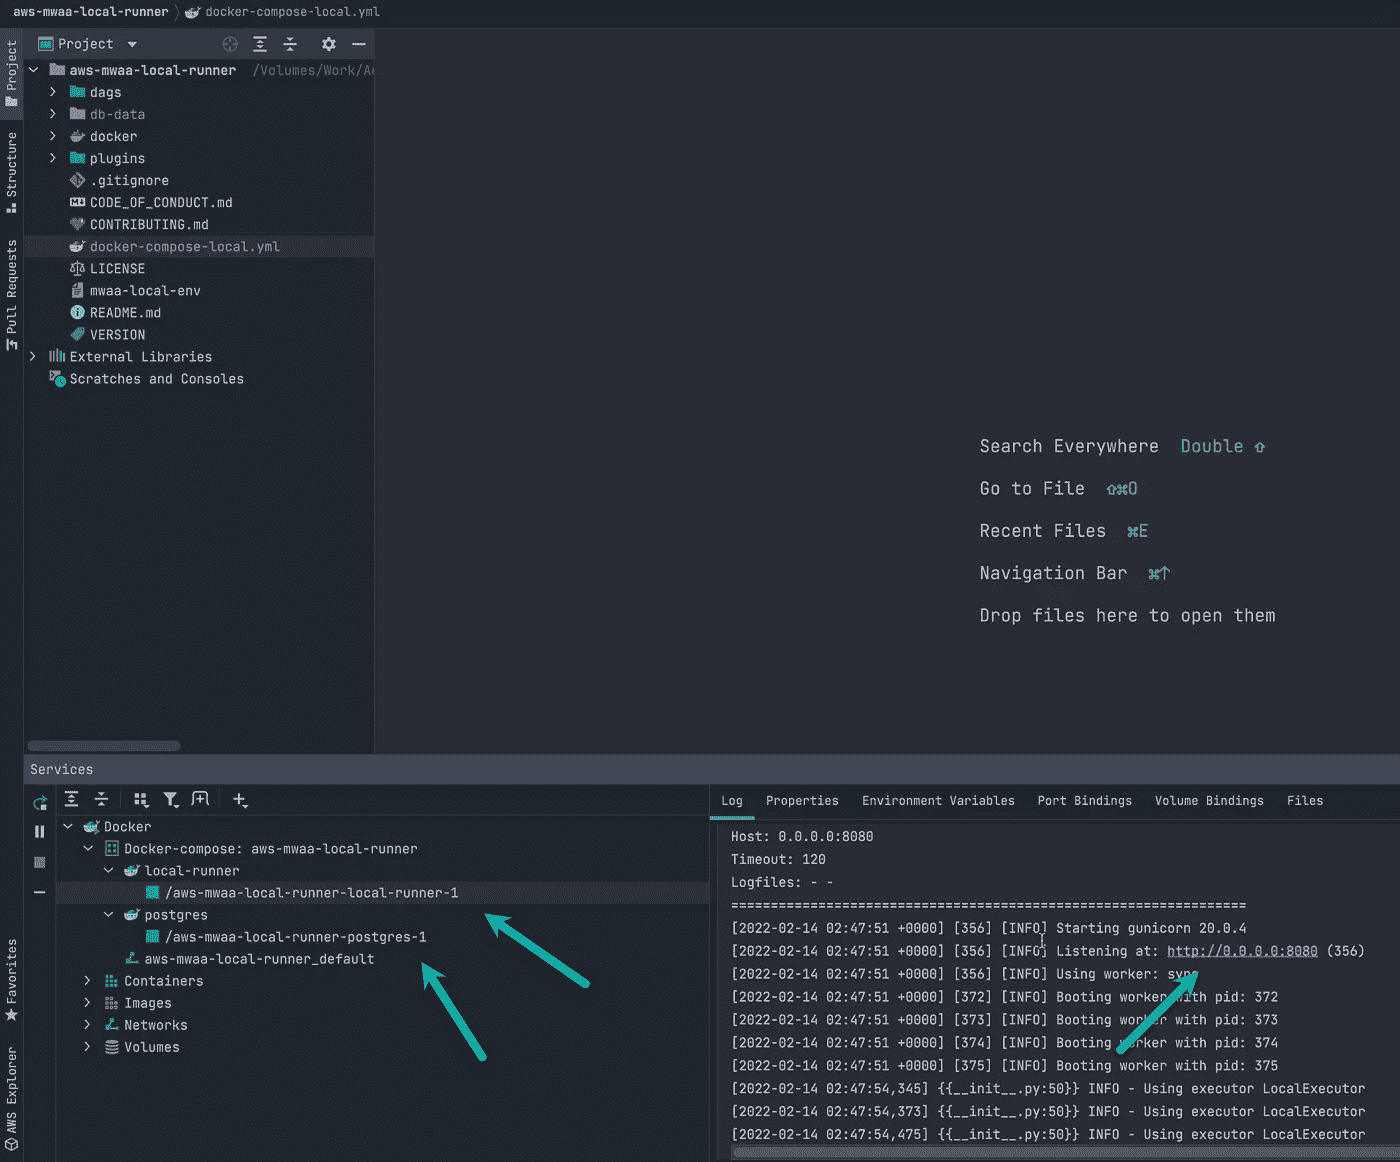 aws-mwaa-local-runner docker-compose-local.yml
Project
Project
Structure
Pull Requests
aws-mwaa-local-runner /Volumes/Work/A
dags
db-data
docker
plugins
.gitignore
CODE_OF_CONDUCT.md
CONTRIBUTING.md
docker-compose-local.yml
LICENSE
mwaa-local-env
README.md
VERSION
External Libraries
Scratches and Consoles
Search Everywhere Double ⇧
Go to File ⇧⌘O
Recent Files ⌘E
Navigation Bar ⌘↑
Drop files here to open them
Services
Favorites
AWS Explorer
Docker
Docker-compose: aws-mwaa-local-runner
local-runner
/aws-mwaa-local-runner-local-runner-1
postgres
/aws-mwaa-local-runner-postgres-1
aws-mwaa-local-runner_default
Containers
Images
Networks
Volumes
Log Properties Environment Variables Port Bindings Volume Bindings Files
Host: 0.0.0.0:8080
Timeout: 120
Logfiles: - -
=================================================================
[2022-02-14 02:47:51 +0000] [356] [INFO] Starting gunicorn 20.0.4
[2022-02-14 02:47:51 +0000] [356] [INFO] Listening at: http://0.0.0.0:8080 (356)
[2022-02-14 02:47:51 +0000] [356] [INFO] Using worker: sync
[2022-02-14 02:47:51 +0000] [372] [INFO] Booting worker with pid: 372
[2022-02-14 02:47:51 +0000] [373] [INFO] Booting worker with pid: 373
[2022-02-14 02:47:51 +0000] [374] [INFO] Booting worker with pid: 374
[2022-02-14 02:47:51 +0000] [375] [INFO] Booting worker with pid: 375
[2022-02-14 02:47:54,345] {{__init__.py:50}} INFO - Using executor LocalExecutor
[2022-02-14 02:47:54,373] {{__init__.py:50}} INFO - Using executor LocalExecutor
[2022-02-14 02:47:54,475] {{__init__.py:50}} INFO - Using executor LocalExecutor